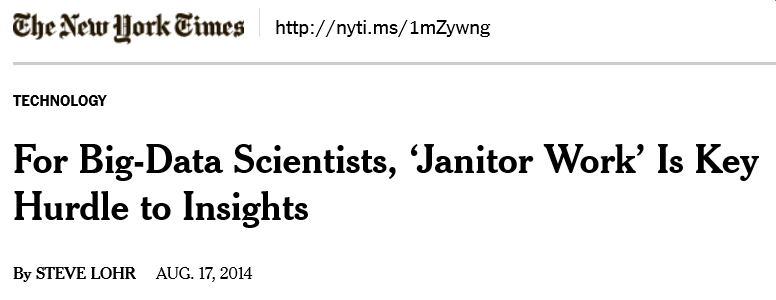 The New York Times http://nyti.ms/1mZywng
TECHNOLOGY
For Big-Data Scientists, ‘Janitor Work’ Is Key
Hurdle to Insights
By STEVE LOHR AUG. 17, 2014